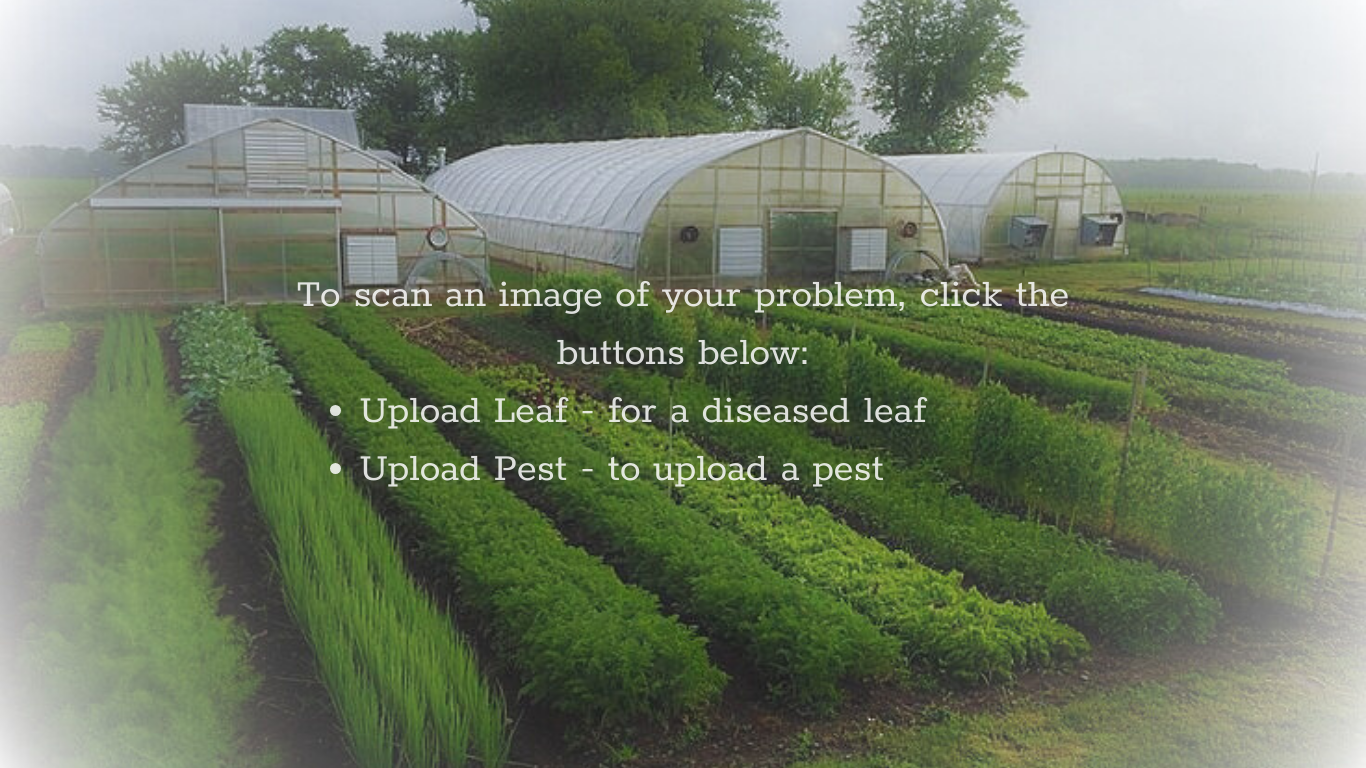 To scan an image of your problem, click the
buttons below:
• Upload Leaf - for a diseased leaf
• Upload Pest - to upload a pest